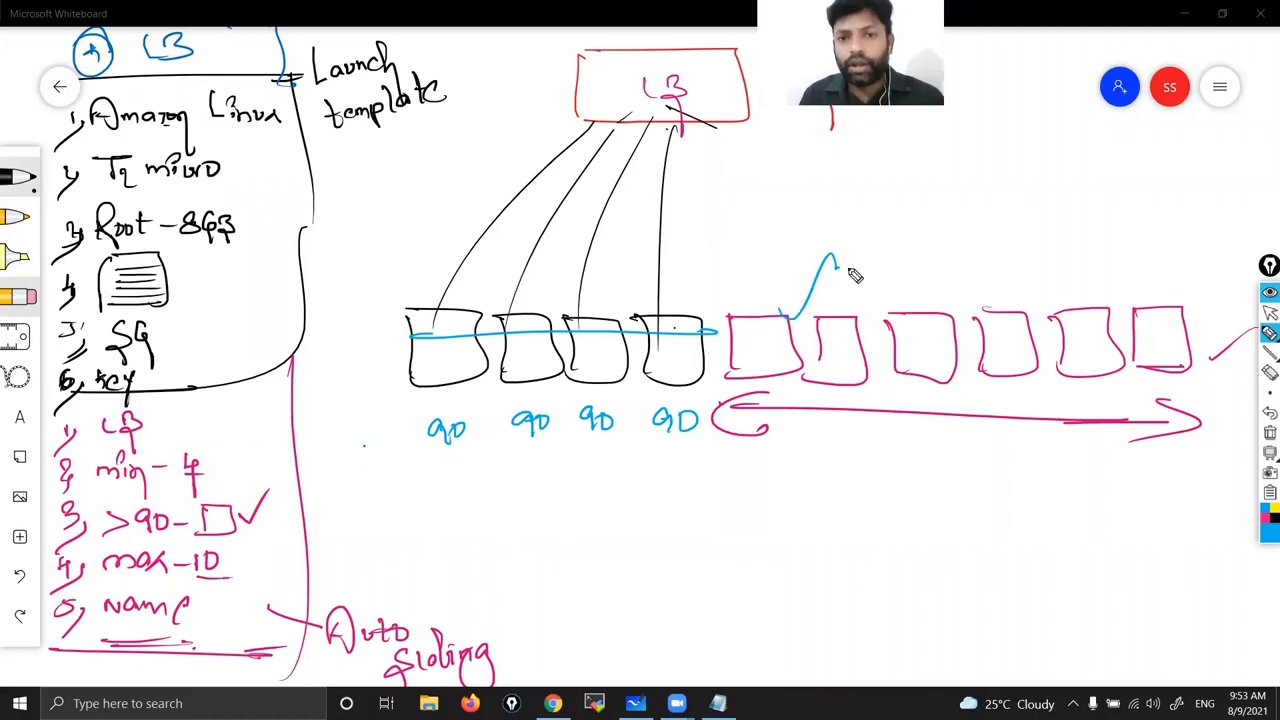 Microsoft Whiteboard
LB
Launch
template
1, Amazon Linux
2, T2 micro
3, Root - 8GB
4,
5, SG
6, key
1, LB
2, min - 4
3, >90 -
4, max - 10
5, name
Auto
Scaling
LB
90 90 90 90
SS
A
Type here to search
25°C Cloudy
ENG
9:53 AM
8/9/2021